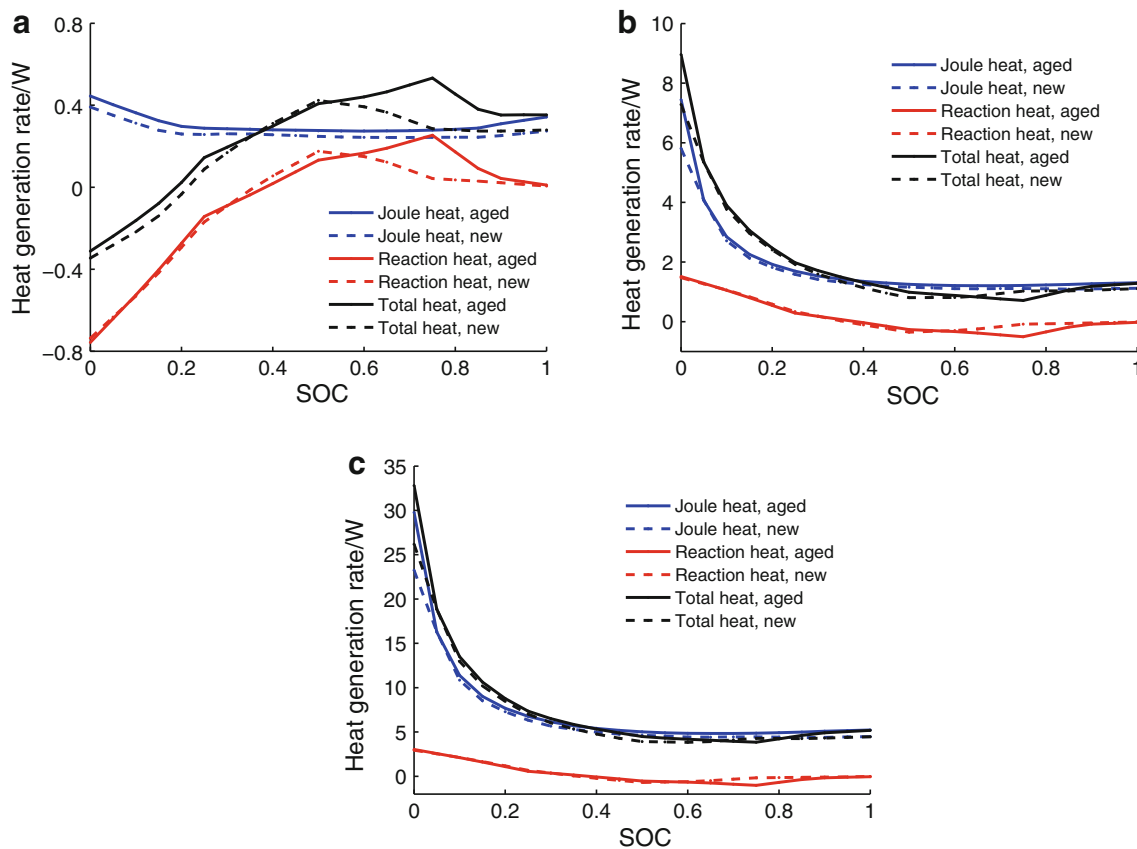 a
Heat generation rate/W
0.8
0.4
0
−0.4
−0.8
0
0.2
0.4
0.6
0.8
1
SOC
Joule heat, aged
Joule heat, new
Reaction heat, aged
Reaction heat, new
Total heat, aged
Total heat, new
b
Heat generation rate/W
10
8
6
4
2
0
0
0.2
0.4
0.6
0.8
1
SOC
Joule heat, aged
Joule heat, new
Reaction heat, aged
Reaction heat, new
Total heat, aged
Total heat, new
c
Heat generation rate/W
35
30
25
20
15
10
5
0
0
0.2
0.4
0.6
0.8
1
SOC
Joule heat, aged
Joule heat, new
Reaction heat, aged
Reaction heat, new
Total heat, aged
Total heat, new